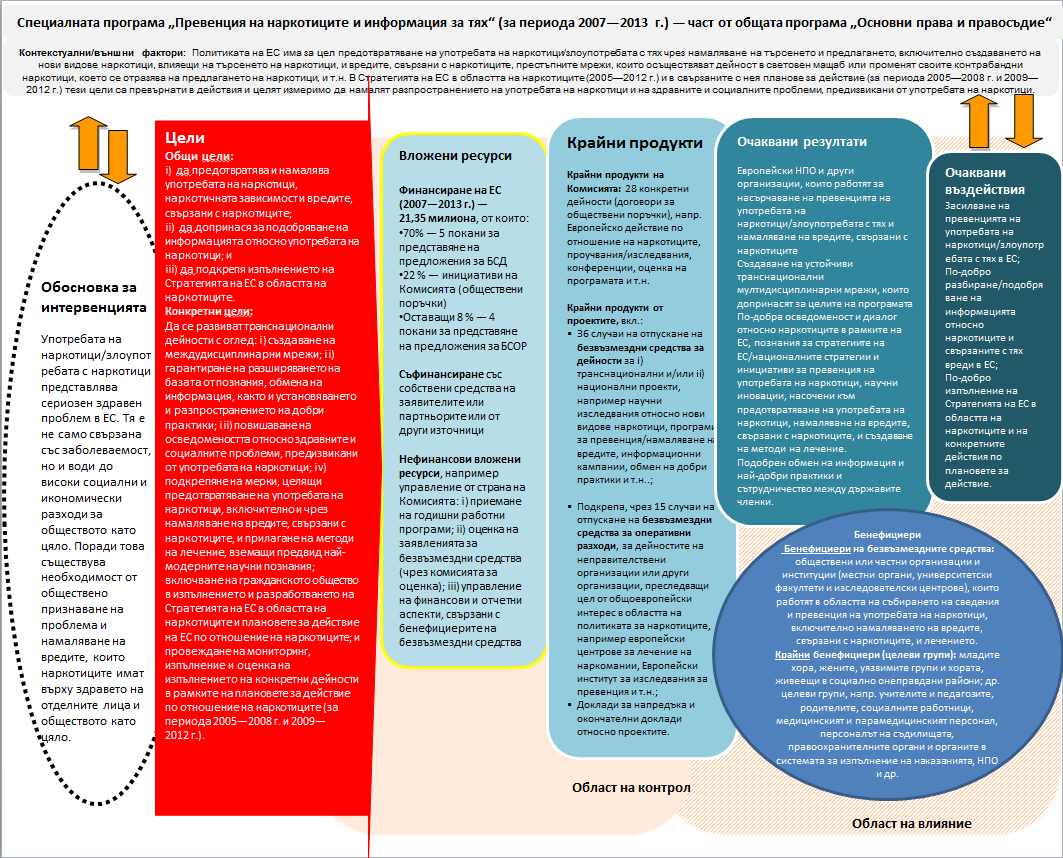 Специалната програма „Превенция на наркотиците и информация за тях“ (за периода 2007—2013 г.) — част от общата програма „Основни права и правосъдие“
Контекстуални/външни фактори: Политиката на ЕС има за цел предотвратяване на употребата на наркотици/злоупотреба с тях чрез намаляване на търсенето и предлагането, включително създаването на
нови видове наркотици, влияещи на търсенето на наркотици, и вредите, свързани с наркотиците, престъпните мрежи, които осъществяват дейност в световен мащаб или променят своите контрабандни
наркотици, което се отразява на предлагането на наркотици, и т.н. В Стратегията на ЕС в областта на наркотиците (2005—2012 г.) и в свързаните с нея планове за действие (за периода 2005—2008 г. и 2009—
2012 г.) тези цели са превърнати в действия и целят измеримо да намалят разпространението на употребата на наркотици и на здравните и социалните проблеми, предизвикани от употребата на наркотици.
Обосновка за
интервенцията
Употребата на
наркотици/злоупот
ребата с наркотици
представлява
сериозен здравен
проблем в ЕС. Тя е
не само свързана
със заболеваемост,
но и води до
високи социални и
икономически
разходи за
обществото като
цяло. Поради това
съществува
необходимост от
обществено
признаване на
проблема и
намаляване на
вредите, които
наркотиците имат
върху здравето на
отделните лица и
обществото като
цяло.
Цели
Общи цели:
i) да предотвратява и намалява
употребата на наркотици,
наркотичната зависимост и вредите,
свързани с наркотиците;
ii) да допринася за подобряване на
информацията относно употребата на
наркотици; и
iii) да подкрепя изпълнението на
Стратегията на ЕС в областта на
наркотиците.
Конкретни цели:
Да се развиват транснационални
дейности с оглед: i) създаване на
междудисциплинарни мрежи; ii)
гарантиране на разширяването на
базата от познания, обмена на
информация, както и установяването
и разпространението на добри
практики; iii) повишаване на
осведомеността относно здравните и
социалните проблеми, предизвикани
от употребата на наркотици; iv)
подкрепяне на мерки, целящи
предотвратяване на употребата на
наркотици, включително и чрез
намаляване на вредите, свързани с
наркотиците, и прилагане на методи
на лечение, вземащи предвид най-
модерните научни познания;
включване на гражданското общество
в изпълнението и разработването на
Стратегията на ЕС в областта на
наркотиците и плановете за действие
на ЕС по отношение на наркотиците; и
провеждане на мониторинг,
изпълнение и оценка на
изпълнението на конкретни дейности
в рамките на плановете за действие
по отношение на наркотиците (за
периода 2005—2008 г. и 2009—
2012 г.).
Вложени ресурси
Финансиране на ЕС
(2007—2013 г.) —
21,35 милиона, от които:
•70% — 5 покани за
представяне на
предложения за БСД
•22 % — инициативи на
Комисията (обществени
поръчки)
•Оставащи 8 % — 4
покани за представяне
на предложения за БСОР
Съфинансиране със
собствени средства на
заявителите или
партньорите или от
други източници
Нефинансови вложени
ресурси, например
управление от страна на
Комисията: i) приемане
на годишни работни
програми; ii) оценка на
заявленията за
безвъзмездни средства
(чрез комисията за
оценка); iii) управление
на финансови и отчетни
аспекти, свързани с
бенефициерите на
безвъзмездни средства
Крайни продукти
Крайни продукти на
Комисията: 28 конкретни
дейности (договори за
обществени поръчки), напр.
Европейско действие по
отношение на наркотиците,
проучвания/изследвания,
конференции, оценка на
програмата и т.н.
Крайни продукти от
проектите, вкл.:
▪ 36 случаи на отпускане на
безвъзмездни средства за
дейности за i)
транснационални и/или ii)
национални проекти,
например научни
изследвания относно нови
видове наркотици, програми
за превенция/намаляване на
вредите, информационни
кампании, обмен на добри
практики и т.н..;
▪ Подкрепа, чрез 15 случаи на
отпускане на безвъзмездни
средства за оперативни
разходи, за дейностите на
неправителствени
организации или други
организации, преследващи
цел от общоевропейски
интерес в областта на
политиката за наркотиците,
например европейски
центрове за лечение на
наркомании, Европейски
институт за изследвания за
превенция и т.н.;
▪ Доклади за напредъка и
окончателни доклади
относно проектите.
Очаквани резултати
Европейски НПО и други
организации, които работят за
насърчаване на превенцията на
употребата на
наркотици/злоупотреба с тях и
намаляване на вредите, свързани с
наркотиците
Създаване на устойчиви
транснационални
мултидисциплинарни мрежи, които
допринасят за целите на програмата
По-добра осведоменост и диалог
относно наркотиците в рамките на
ЕС, познания за стратегиите на
ЕС/националните стратегии и
инициативи за превенция на
употребата на наркотици, научни
иновации, насочени към
предотвратяване на употребата на
наркотици, намаляване на вредите,
свързани с наркотиците, и създаване
на методи на лечение.
Подобрен обмен на информация и
най-добри практики и
сътрудничество между държавите
членки.
Очаквани
въздействия
Засилване на
превенцията на
употребата на
наркотици/злоупотр
ебата с тях в ЕС;
По-добро
разбиране/подобря
ване на
информацията
относно
наркотиците и
свързаните с тях
вреди в ЕС;
По-добро
изпълнение на
Стратегията на ЕС в
областта на
наркотиците и на
конкретните
действия по
плановете за
действие.
Бенефициери
Бенефициери на безвъзмездните средства:
обществени или частни организации и
институции (местни органи, университетски
факултети и изследователски центрове), които
работят в областта на събирането на сведения
и превенция на употребата на наркотици,
включително намаляването на вредите,
свързани с наркотиците, и лечението.
Крайни бенефициери (целеви групи): младите
хора, жените, уязвимите групи и хората,
живеещи в социално онеправдани райони; др.
целеви групи, напр. учителите и педагозите,
родителите, социалните работници,
медицинският и парамедицинският персонал,
персоналът на съдилищата,
правоохранителните органи и органите в
системата за изпълнение на наказанията, НПО
и др.
Област на контрол
Област на влияние